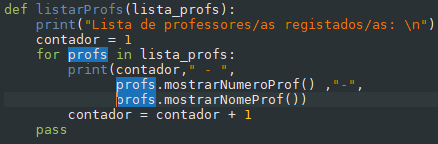 def listarProfs(lista_profs):
    print("Lista de professores/as registados/as: \n")
    contador = 1
    for profs in lista_profs:
        print(contador," - ",
              profs.mostrarNumeroProf() ,"-",
              profs.mostrarNomeProf())
        contador = contador + 1
    pass